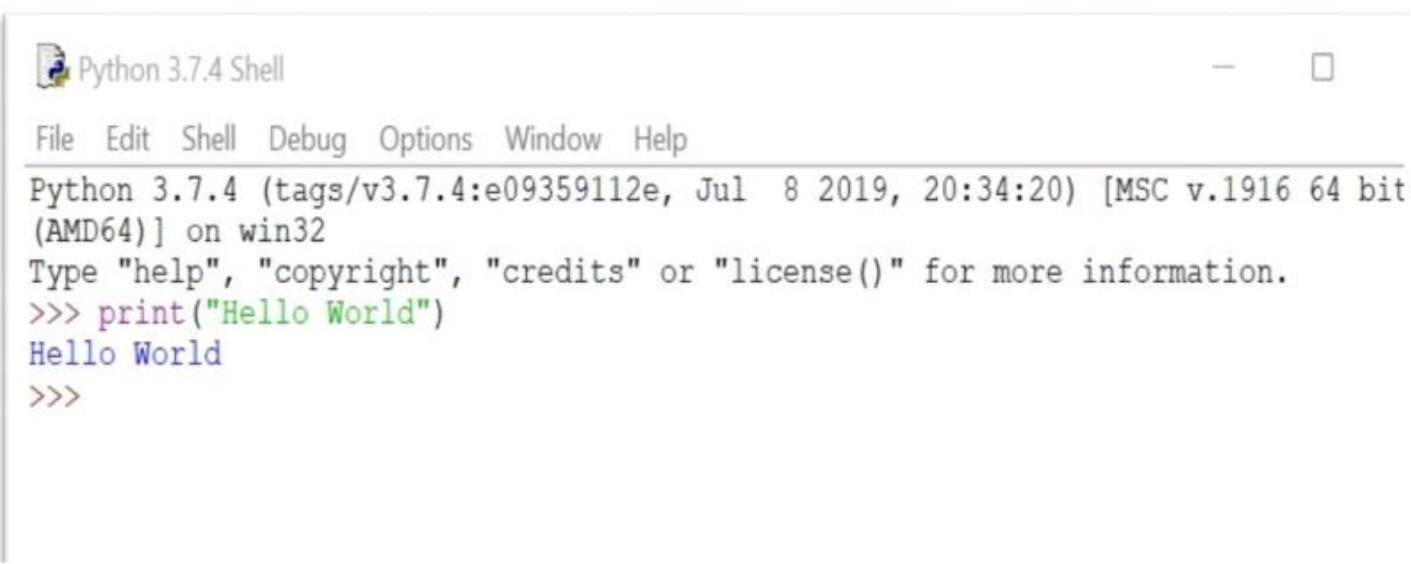 Python 3.7.4 Shell
File Edit Shell Debug Options Window Help
Python 3.7.4 (tags/v3.7.4:e09359112e, Jul  8 2019, 20:34:20) [MSC v.1916 64 bit
(AMD64)] on win32
Type "help", "copyright", "credits" or "license()" for more information.
>>> print("Hello World")
Hello World
>>>